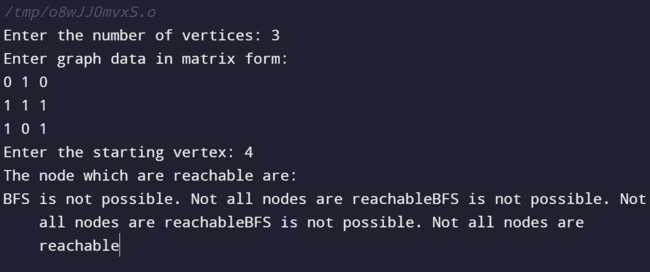 /tmp/o8wJJ0mvxS.o
Enter the number of vertices: 3
Enter graph data in matrix form:
0 1 0
1 1 1
1 0 1
Enter the starting vertex: 4
The node which are reachable are:
BFS is not possible. Not all nodes are reachableBFS is not possible. Not
all nodes are reachableBFS is not possible. Not all nodes are
reachable